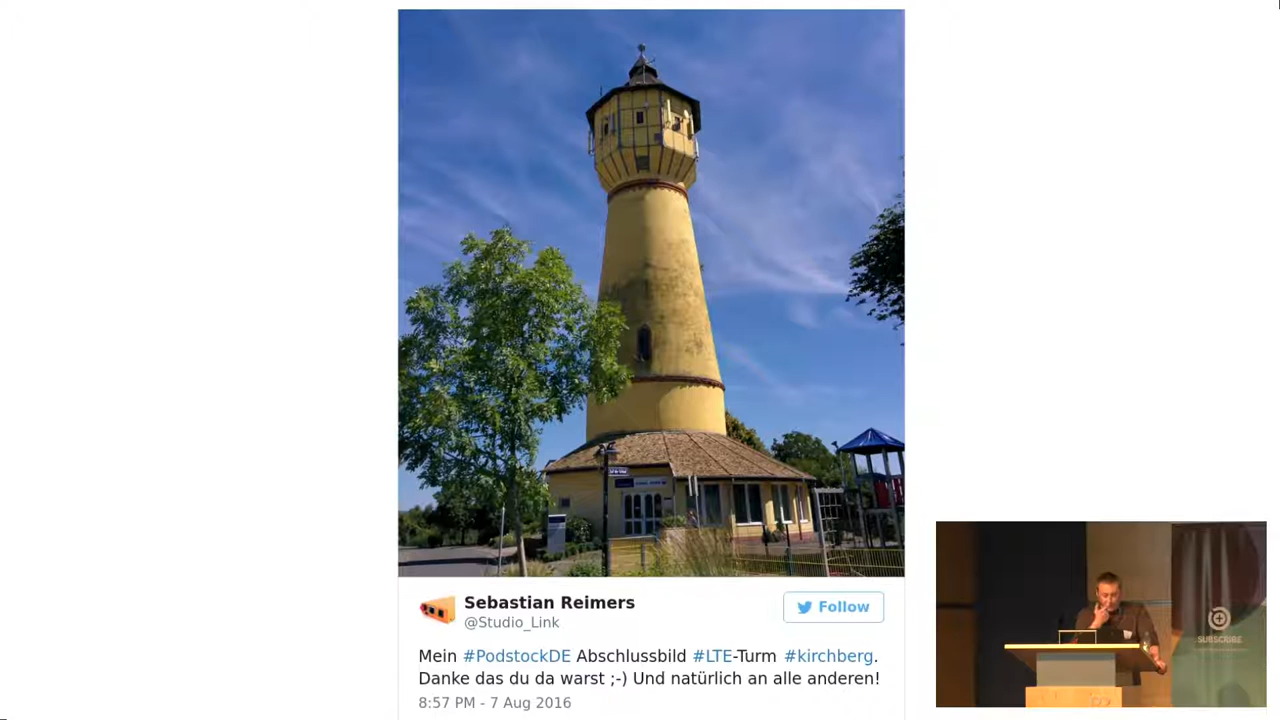 Sebastian Reimers
Follow
@Studio_Link
Mein #PodstockDE Abschlussbild #LTE-Turm #kirchberg.
Danke das du da warst ;-) Und natürlich an alle anderen!
8:57 PM - 7 Aug 2016
SUBSCRIBE